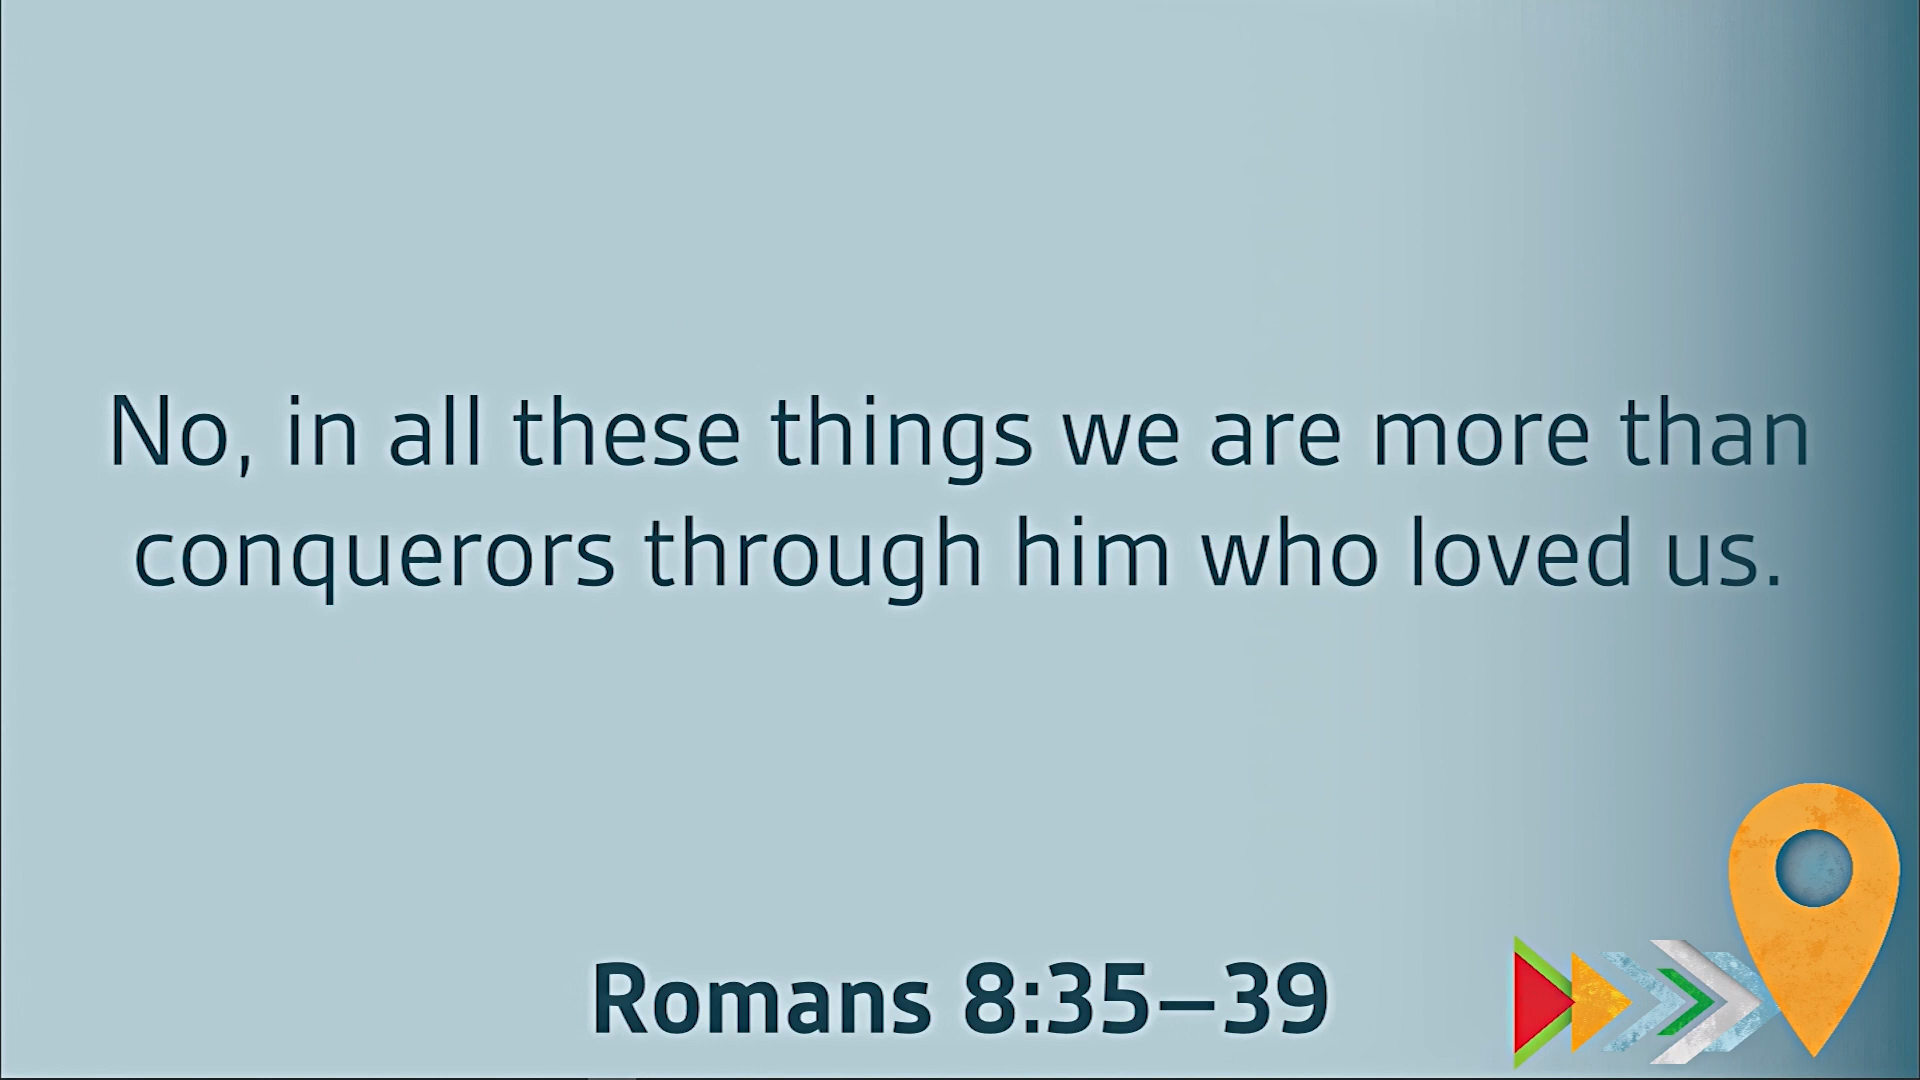 No, in all these things we are more than
conquerors through him who loved us.
Romans 8:35–39